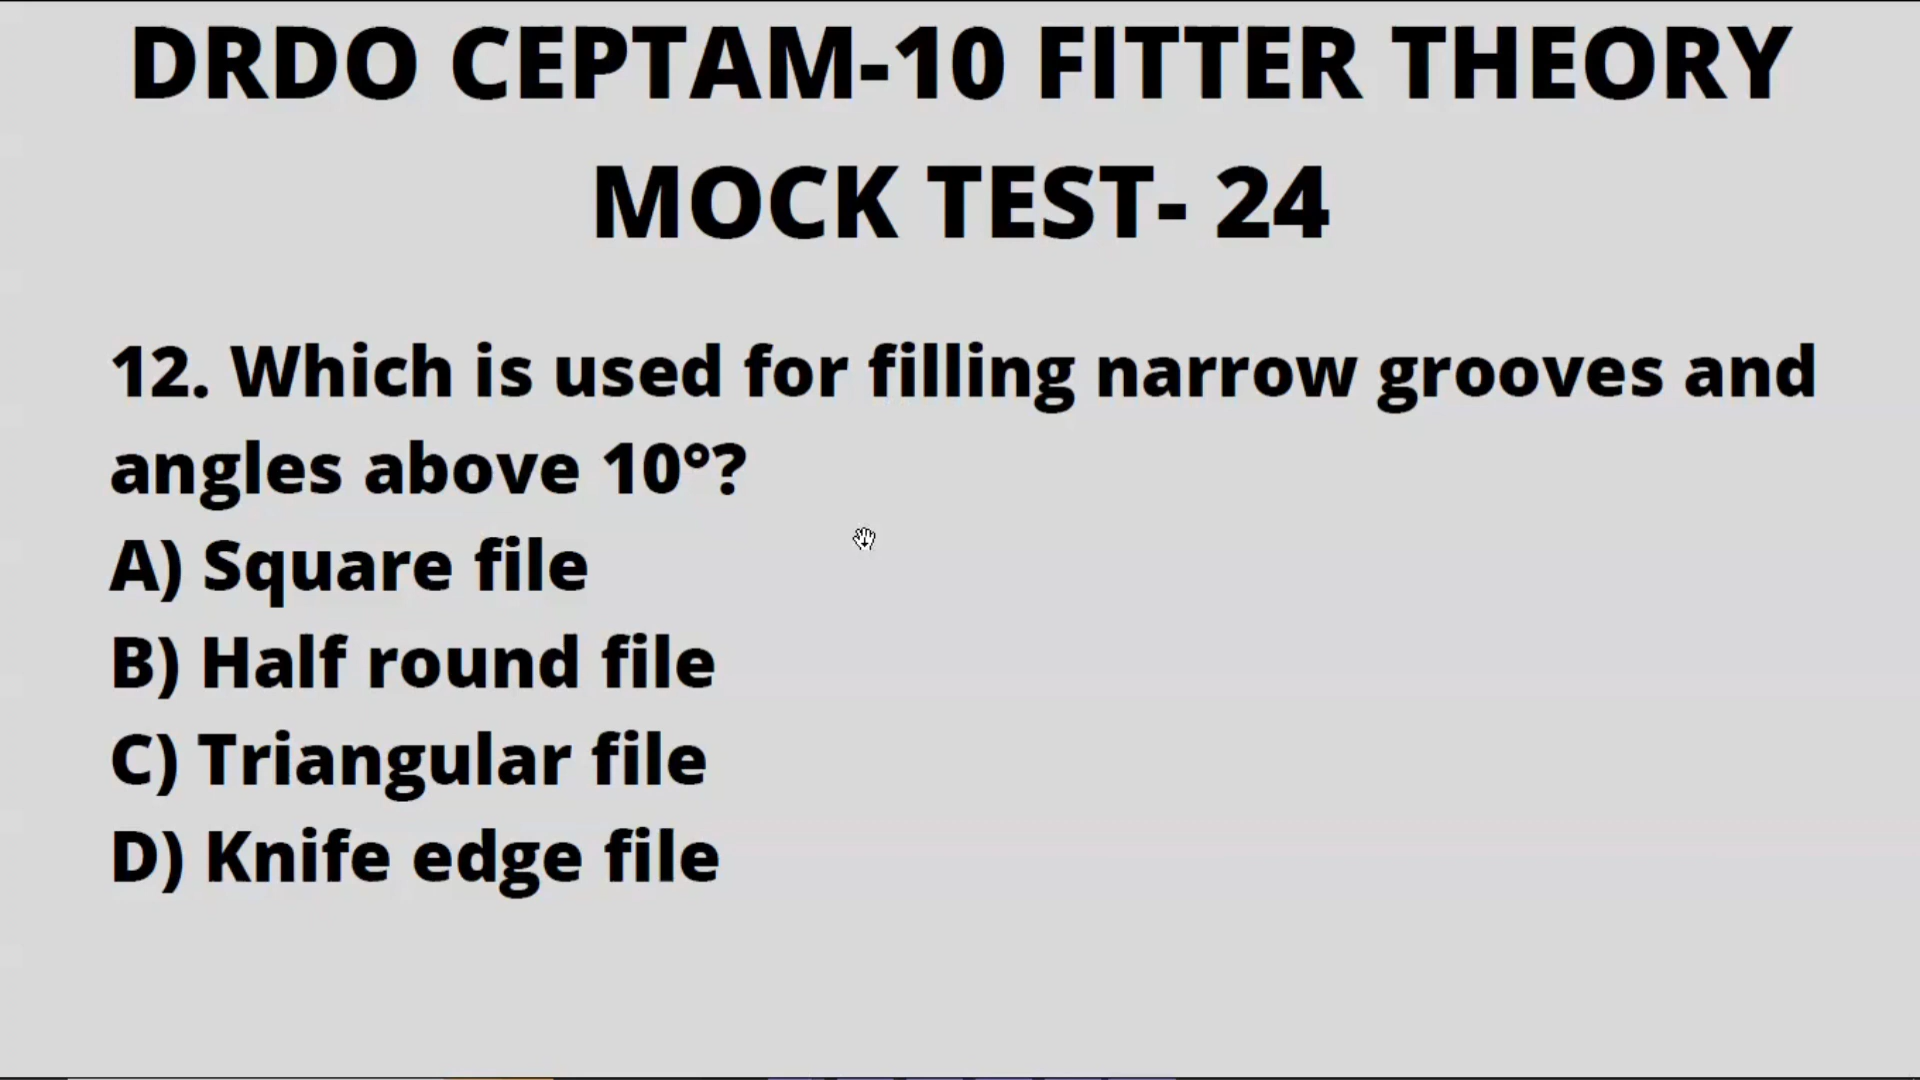 DRDO CEPTAM-10 FITTER THEORY
MOCK TEST- 24
12. Which is used for filling narrow grooves and
angles above 10°?
A) Square file
B) Half round file
C) Triangular file
D) Knife edge file